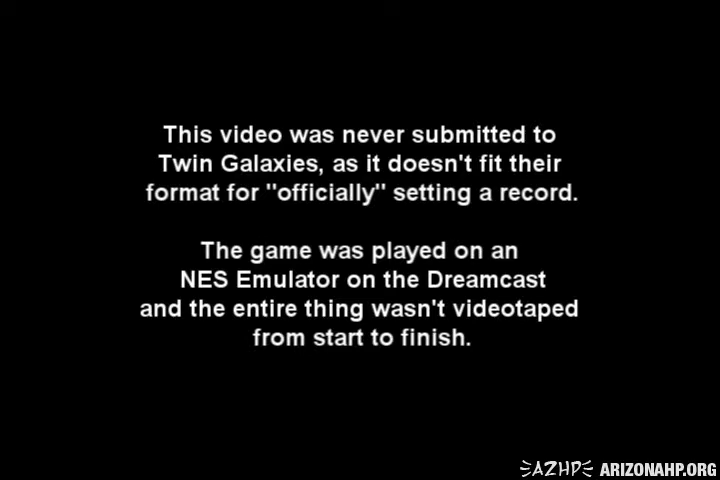 This video was never submitted to
Twin Galaxies, as it doesn't fit their
format for "officially" setting a record.
The game was played on an
NES Emulator on the Dreamcast
and the entire thing wasn't videotaped
from start to finish.
AZHP ARIZONAHP.ORG